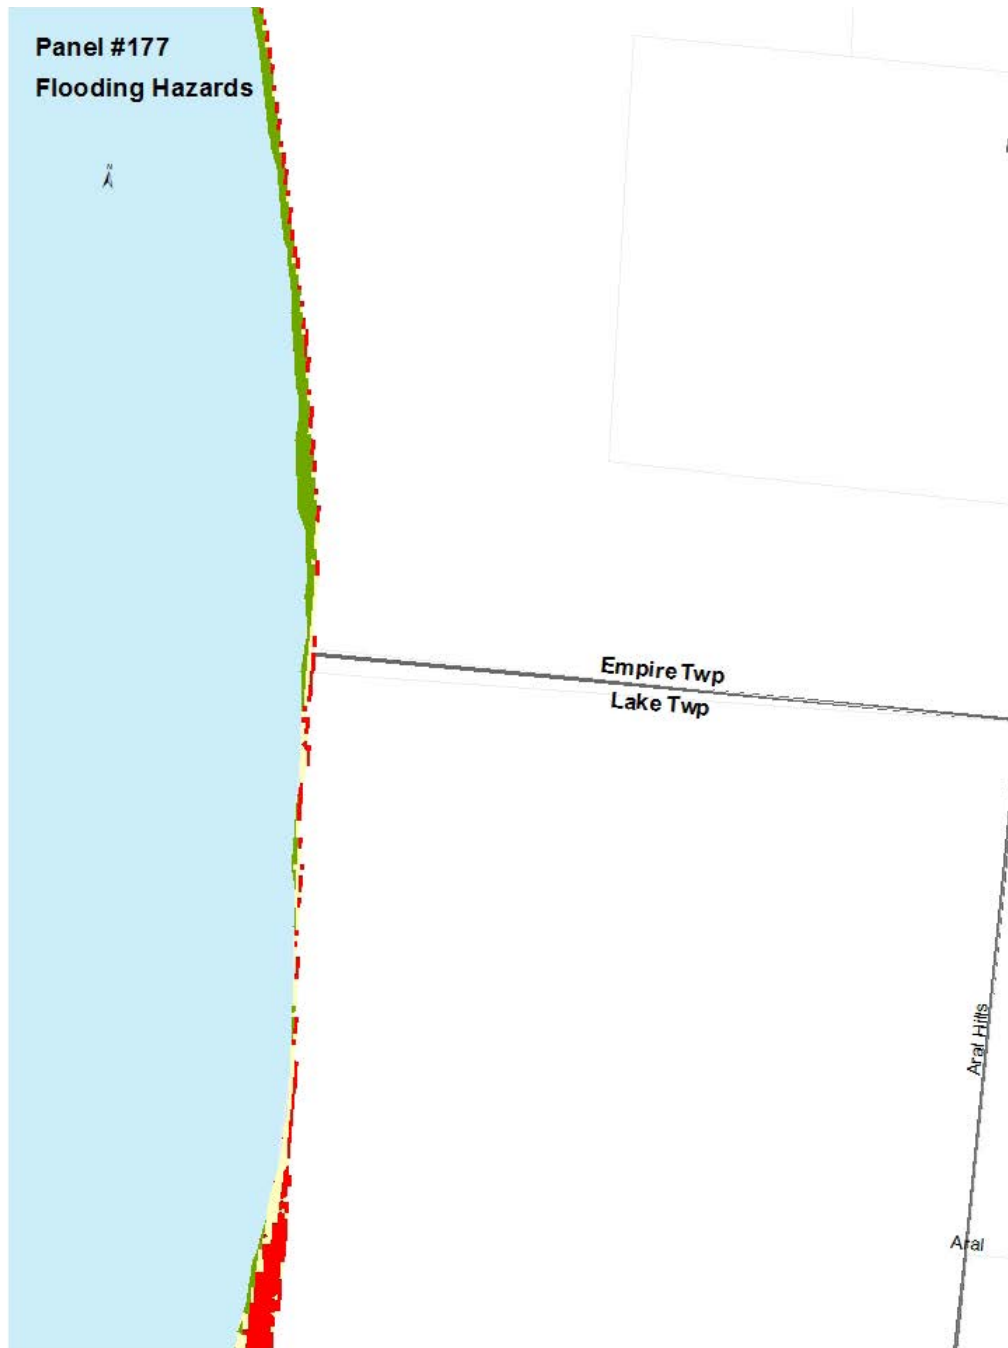 Panel #177
Flooding Hazards
N
Empire Twp
Lake Twp
Aral Hills
Aral